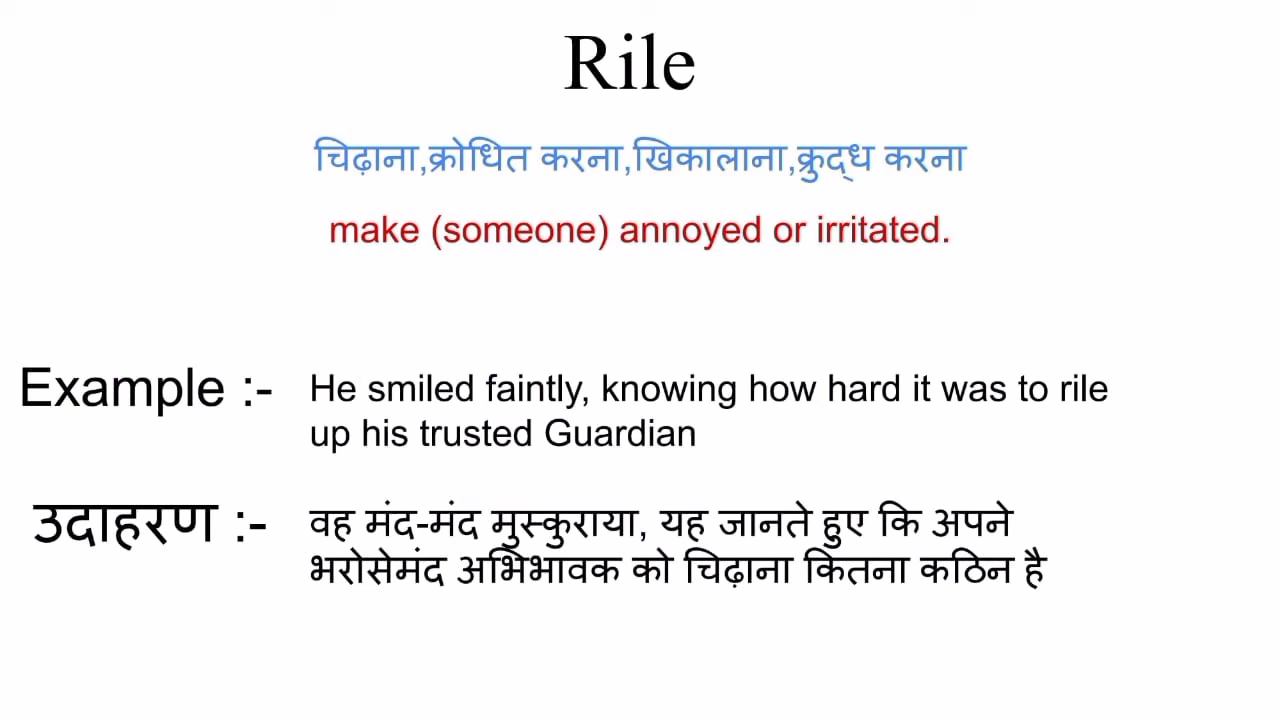 Rile
चिढ़ाना,क्रोधित करना,खिकालाना,क्रुद्ध करना
make (someone) annoyed or irritated.
Example :- He smiled faintly, knowing how hard it was to rile
up his trusted Guardian
उदाहरण :- वह मंद-मंद मुस्कुराया, यह जानते हुए कि अपने
भरोसेमंद अभिभावक को चिढ़ाना कितना कठिन है